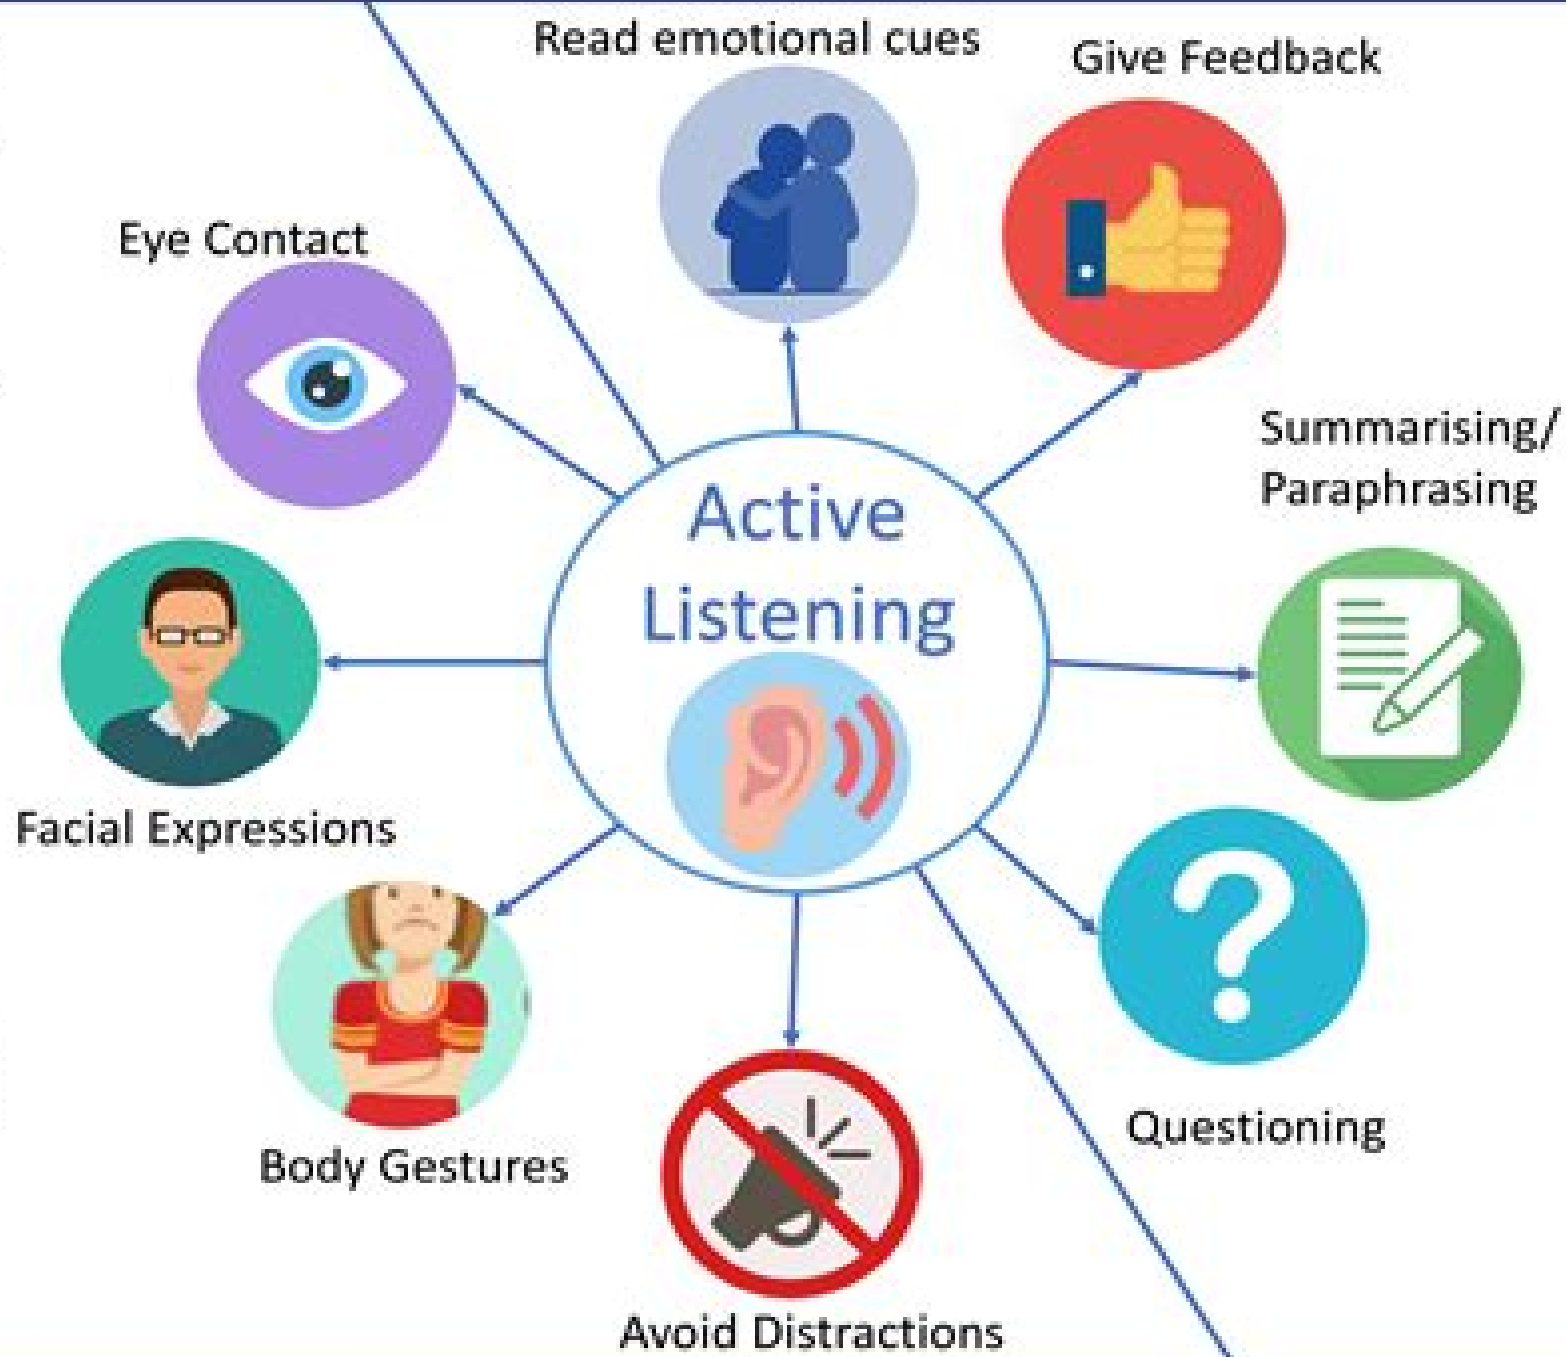 Read emotional cues
Give Feedback
Eye Contact
Summarising/
Paraphrasing
Active
Listening
Facial Expressions
Questioning
Body Gestures
Avoid Distractions